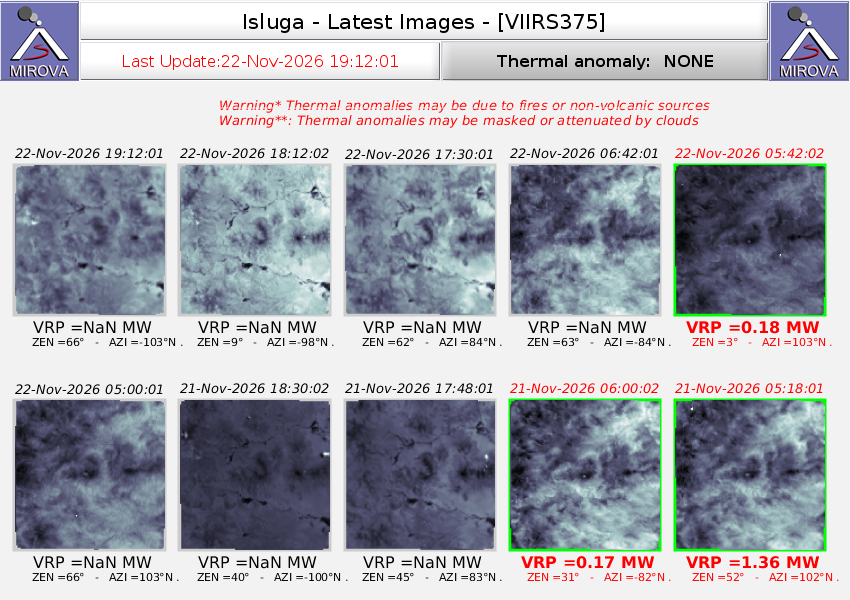 Isluga - Latest Images - [VIIRS375]
MIROVA
MIROVA
Last Update:22-Nov-2026 19:12:01
Thermal anomaly: NONE
Warning* Thermal anomalies may be due to fires or non-volcanic sources
Warning**: Thermal anomalies may be masked or attenuated by clouds
22-Nov-2026 19:12:01
22-Nov-2026 18:12:02
22-Nov-2026 17:30:01
22-Nov-2026 06:42:01
22-Nov-2026 05:42:02
VRP =NaN MW
VRP =NaN MW
VRP =NaN MW
VRP =NaN MW
VRP =0.18 MW
ZEN =66° - AZI =-103°N .
ZEN =9° - AZI =-98°N .
ZEN =62° - AZI =84°N .
ZEN =63° - AZI =-84°N .
ZEN =3° - AZI =103°N .
22-Nov-2026 05:00:01
21-Nov-2026 18:30:02
21-Nov-2026 17:48:01
21-Nov-2026 06:00:02
21-Nov-2026 05:18:01
VRP =NaN MW
VRP =NaN MW
VRP =NaN MW
VRP =0.17 MW
VRP =1.36 MW
ZEN =66° - AZI =103°N .
ZEN =40° - AZI =-100°N .
ZEN =45° - AZI =83°N .
ZEN =31° - AZI =-82°N .
ZEN =52° - AZI =102°N .